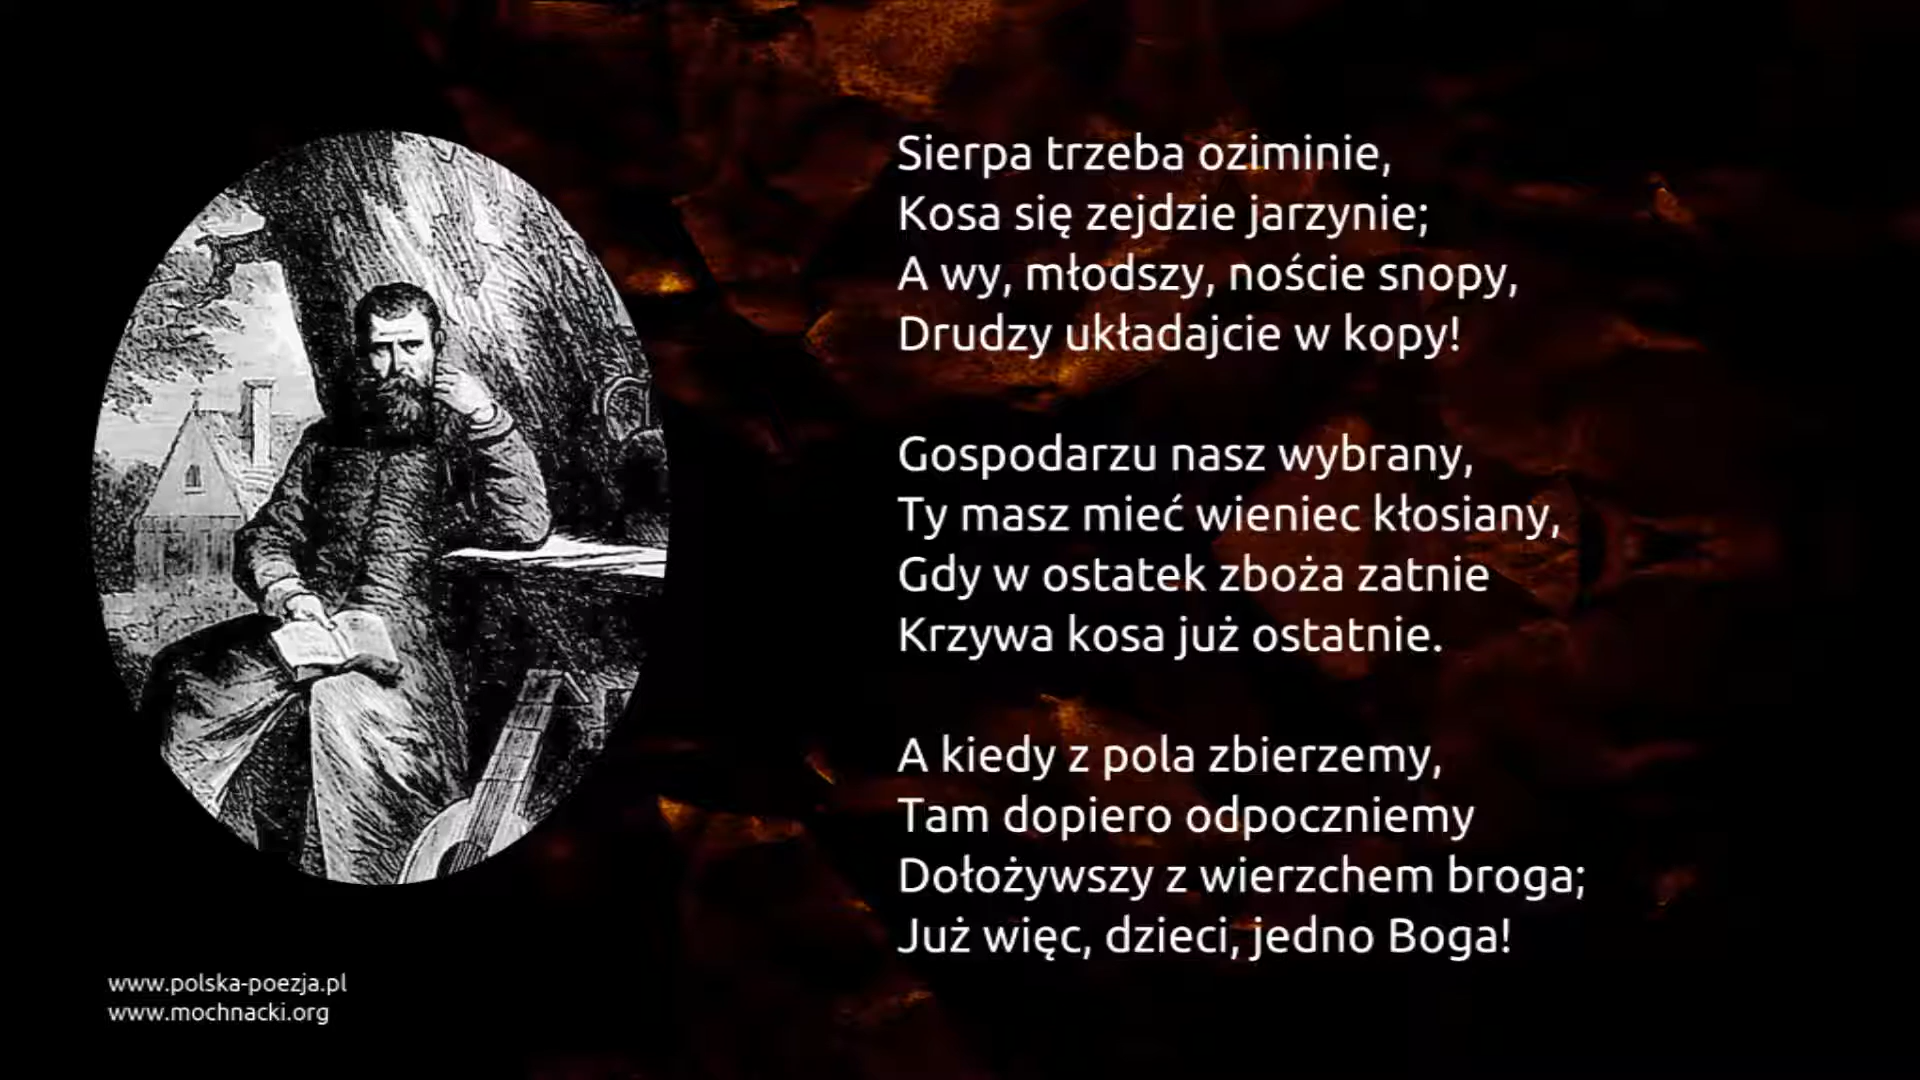 Sierpa trzeba oziminie,
Kosa się zejdzie jarzynie;
A wy, młodszy, noście snopy,
Drudzy układajcie w kopy!
Gospodarzu nasz wybrany,
Ty masz mieć wieniec kłosiany,
Gdy w ostatek zboża zatnie
Krzywa kosa już ostatnie.
A kiedy z pola zbierzemy,
Tam dopiero odpoczniemy
Dołożywszy z wierzchem broga;
Już więc, dzieci, jedno Boga!
www.polska-poezja.pl
www.mochnacki.org